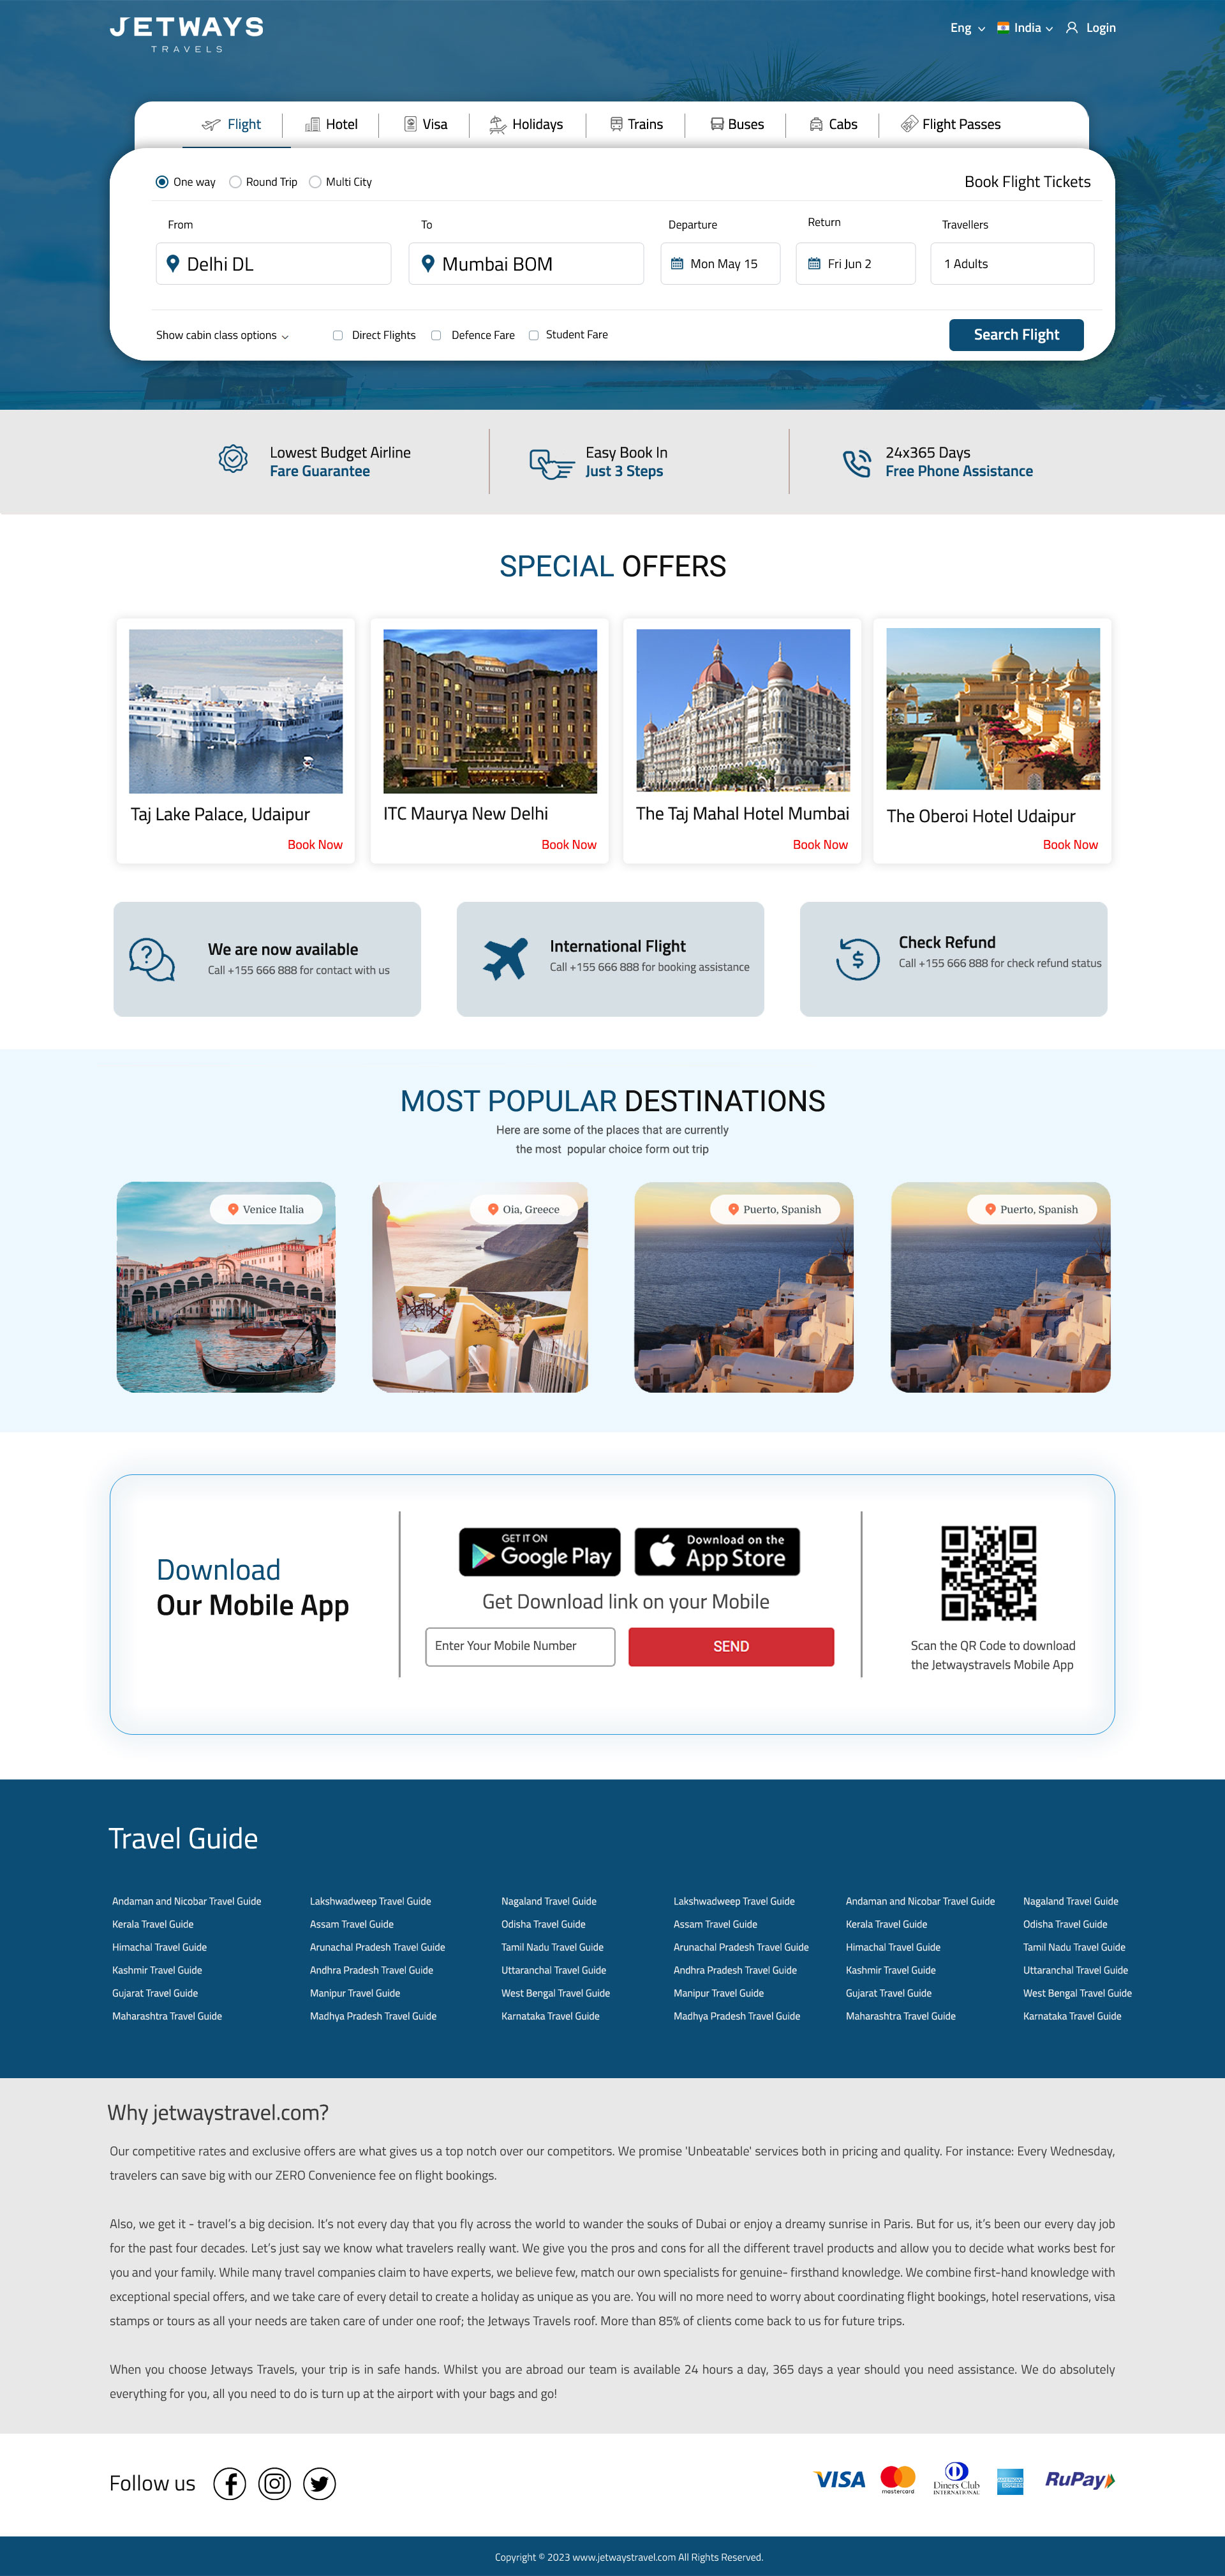 JETWAYS
TRAVELS
Eng India Login
Flight Hotel Visa Holidays Trains Buses Cabs Flight Passes
One way Round Trip Multi City Book Flight Tickets
From To Departure Return Travellers
Delhi DL Mumbai BOM Mon May 15 Fri Jun 2 1 Adults
Show cabin class options Direct Flights Defence Fare Student Fare Search Flight
Lowest Budget Airline
Fare Guarantee
Easy Book In
Just 3 Steps
24x365 Days
Free Phone Assistance
SPECIAL OFFERS
ITC MAURYA
Taj Lake Palace, Udaipur
Book Now
ITC Maurya New Delhi
Book Now
The Taj Mahal Hotel Mumbai
Book Now
The Oberoi Hotel Udaipur
Book Now
We are now available
Call +155 666 888 for contact with us
International Flight
Call +155 666 888 for booking assistance
Check Refund
Call +155 666 888 for check refund status
MOST POPULAR DESTINATIONS
Here are some of the places that are currently
the most popular choice form out trip
Venice Italia
Oia, Greece
Puerto, Spanish
Puerto, Spanish
Download
Our Mobile App
GET IT ON
Google Play
Download on the
App Store
Get Download link on your Mobile
Enter Your Mobile Number SEND
Scan the QR Code to download
the Jetwaystravels Mobile App
Travel Guide
Andaman and Nicobar Travel Guide Lakshwadweep Travel Guide Nagaland Travel Guide Lakshwadweep Travel Guide Andaman and Nicobar Travel Guide Nagaland Travel Guide
Kerala Travel Guide Assam Travel Guide Odisha Travel Guide Assam Travel Guide Kerala Travel Guide Odisha Travel Guide
Himachal Travel Guide Arunachal Pradesh Travel Guide Tamil Nadu Travel Guide Arunachal Pradesh Travel Guide Himachal Travel Guide Tamil Nadu Travel Guide
Kashmir Travel Guide Andhra Pradesh Travel Guide Uttaranchal Travel Guide Andhra Pradesh Travel Guide Kashmir Travel Guide Uttaranchal Travel Guide
Gujarat Travel Guide Manipur Travel Guide West Bengal Travel Guide Manipur Travel Guide Gujarat Travel Guide West Bengal Travel Guide
Maharashtra Travel Guide Madhya Pradesh Travel Guide Karnataka Travel Guide Madhya Pradesh Travel Guide Maharashtra Travel Guide Karnataka Travel Guide
Why jetwaystravel.com?
Our competitive rates and exclusive offers are what gives us a top notch over our competitors. We promise 'Unbeatable' services both in pricing and quality. For instance: Every Wednesday,
travelers can save big with our ZERO Convenience fee on flight bookings.
Also, we get it - travel's a big decision. It's not every day that you fly across the world to wander the souks of Dubai or enjoy a dreamy sunrise in Paris. But for us, it's been our every day job
for the past four decades. Let's just say we know what travelers really want. We give you the pros and cons for all the different travel products and allow you to decide what works best for
you and your family. While many travel companies claim to have experts, we believe few, match our own specialists for genuine- firsthand knowledge. We combine first-hand knowledge with
exceptional special offers, and we take care of every detail to create a holiday as unique as you are. You will no more need to worry about coordinating flight bookings, hotel reservations, visa
stamps or tours as all your needs are taken care of under one roof; the Jetways Travels roof. More than 85% of clients come back to us for future trips.
When you choose Jetways Travels, your trip is in safe hands. Whilst you are abroad our team is available 24 hours a day, 365 days a year should you need assistance. We do absolutely
everything for you, all you need to do is turn up at the airport with your bags and go!
Follow us
VISA
mastercard
Diners Club
INTERNATIONAL
AMERICAN
EXPRESS
RuPay
Copyright © 2023 www.jetwaystravel.com All Rights Reserved.